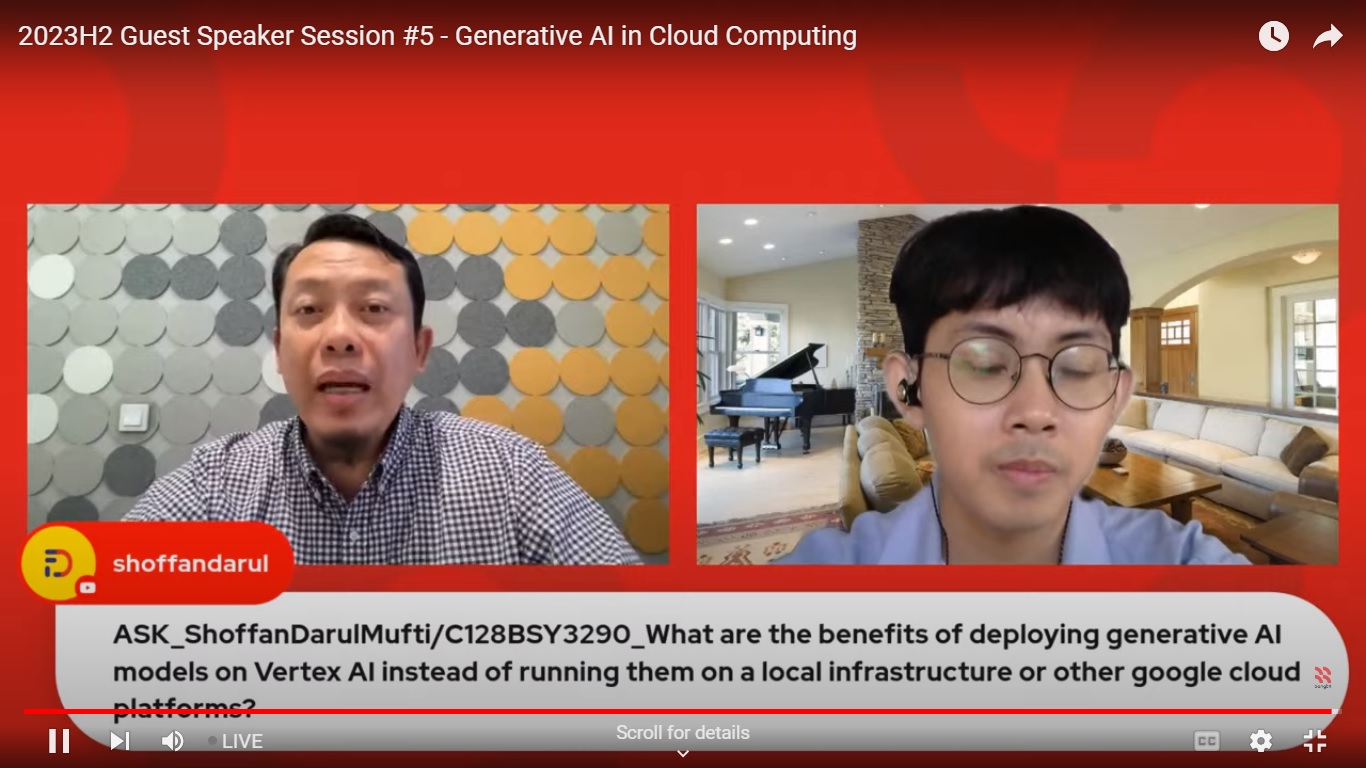 2023H2 Guest Speaker Session #5 - Generative AI in Cloud Computing
shoffandarul
ASK_ShoffanDarulMufti/C128BSY3290_What are the benefits of deploying generative AI
models on Vertex AI instead of running them on a local infrastructure or other google cloud
platforms?
LIVE
Scroll for details
CC